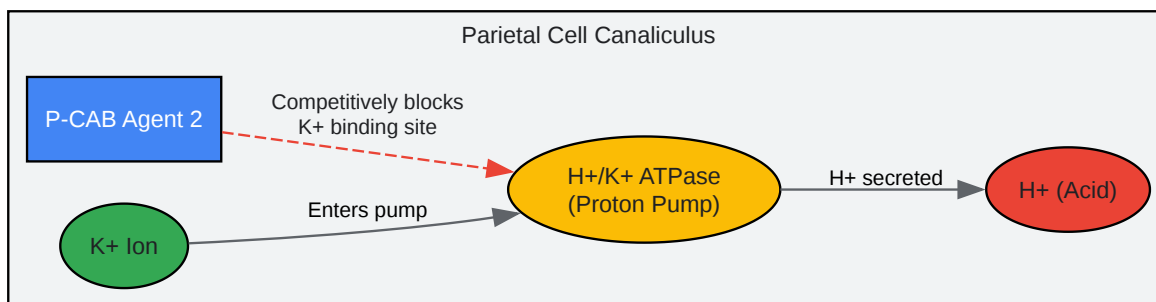 Parietal Cell Canaliculus
P-CAB Agent 2
Competitively blocks
K+ binding site
H+/K+ ATPase
(Proton Pump)
H+ secreted
H+ (Acid)
Enters pump
K+ Ion